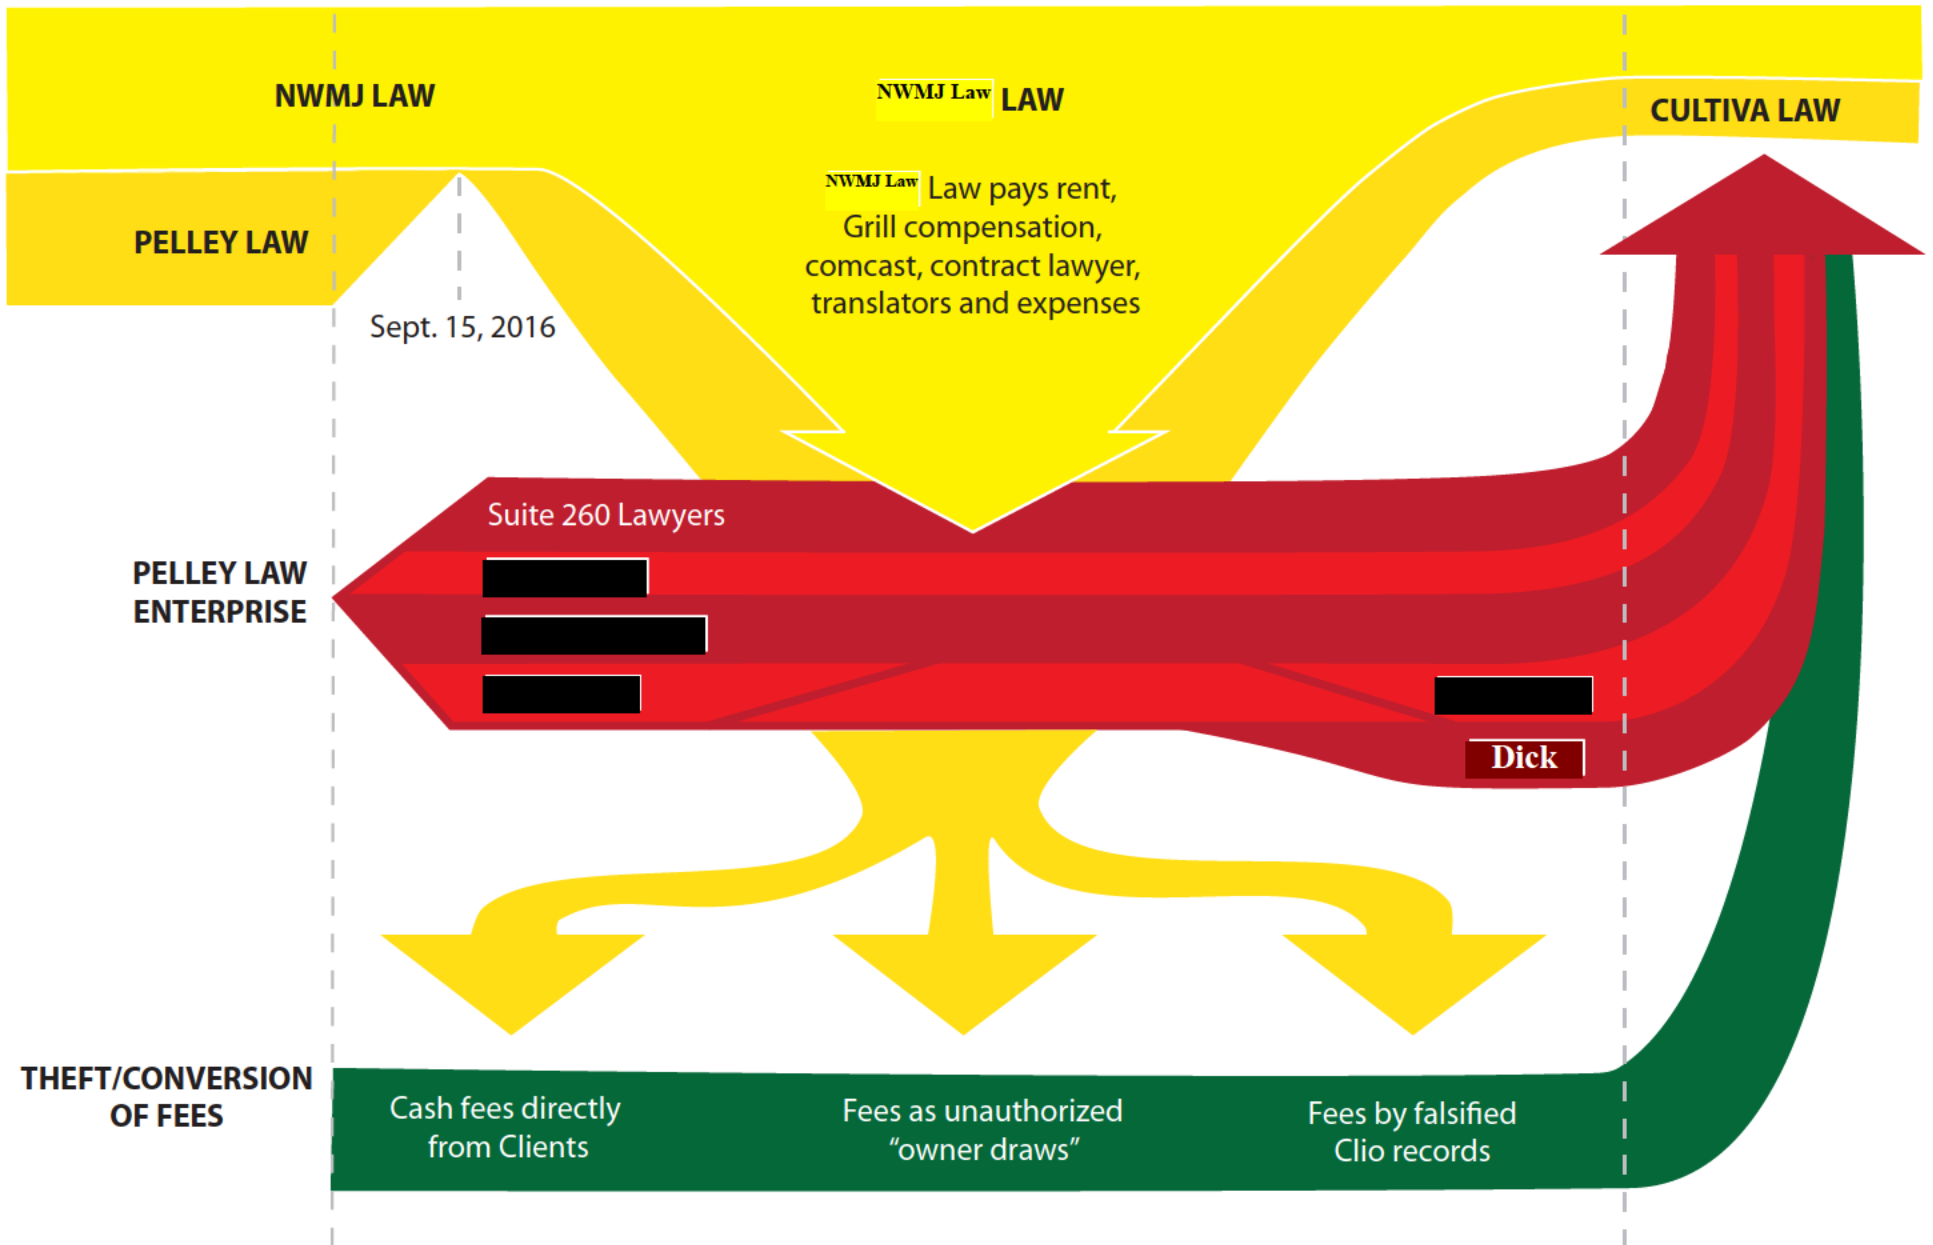 NWMJ LAW
NWMJ Law LAW
CULTIVA LAW
NWMJ Law Law pays rent,
Grill compensation,
comcast, contract lawyer,
translators and expenses
PELLEY LAW
Sept. 15, 2016
Suite 260 Lawyers
PELLEY LAW
ENTERPRISE
Dick
THEFT/CONVERSION
OF FEES
Cash fees directly
from Clients
Fees as unauthorized
“owner draws”
Fees by falsified
Clio records